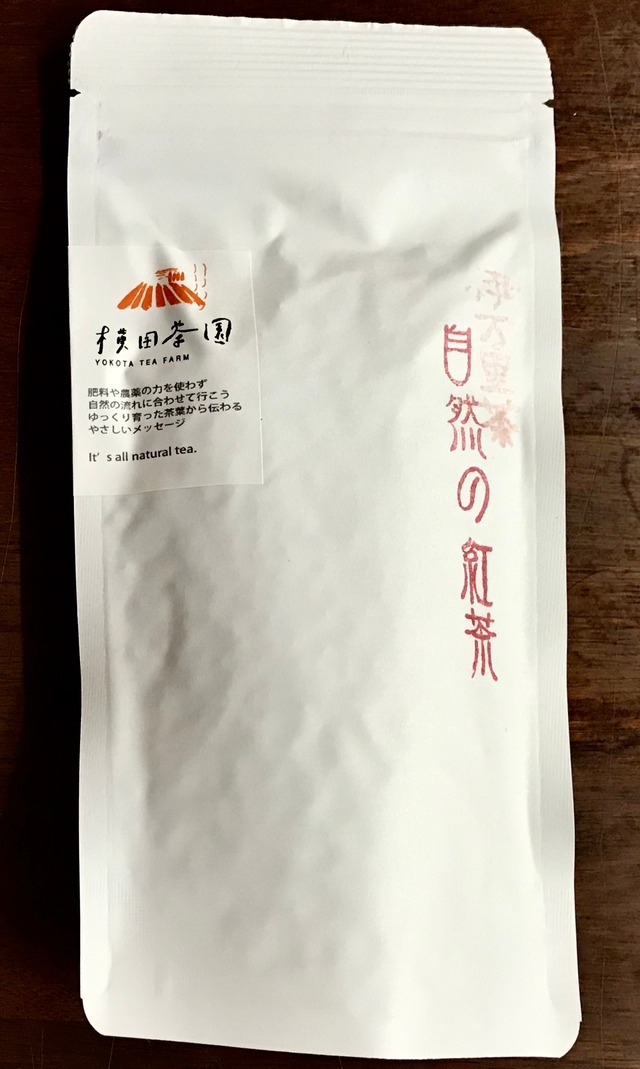 横田茶園
YOKOTA TEA FARM
肥料や農薬の力を使わず
自然の流れに合わせて行こう
ゆっくり育った茶葉から伝わる
やさしいメッセージ
It's all natural tea.
自然の紅茶